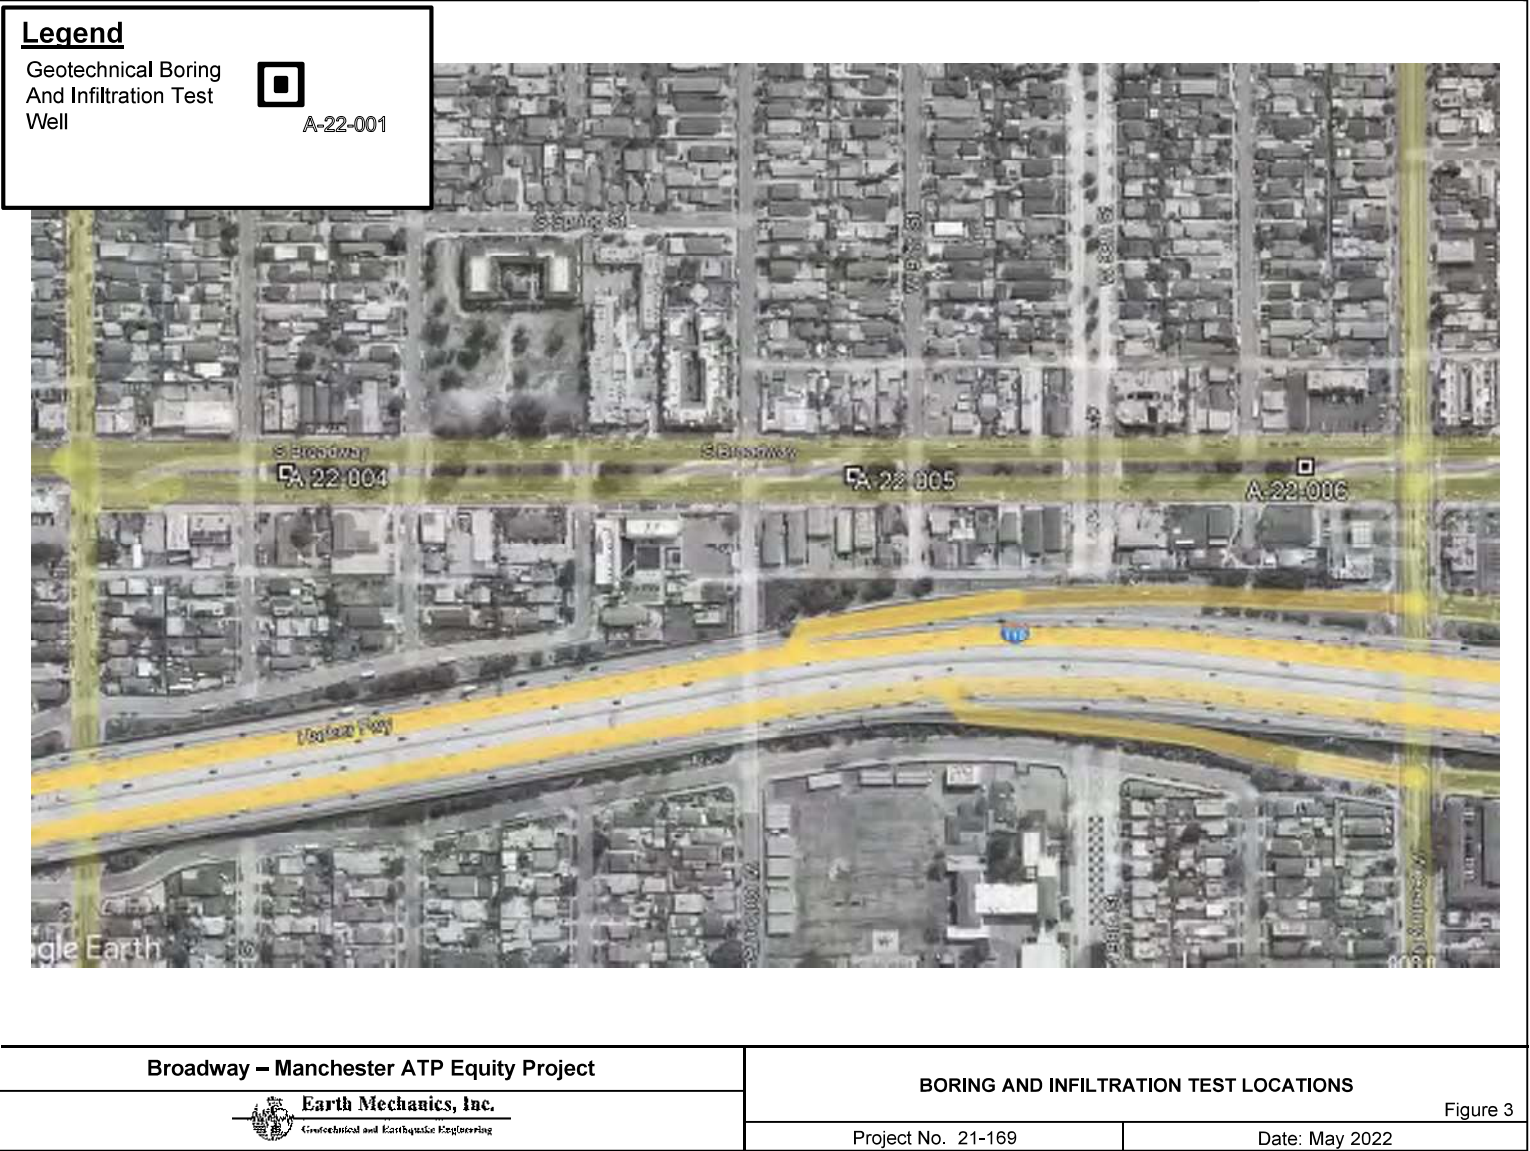 Legend
Geotechnical Boring
And Infiltration Test
Well
A-22-001
S Spring St
S Broadway
S Broadway
A-22-004
A-22-005
A-22-006
110
Harbor Fwy
ogle Earth
Broadway – Manchester ATP Equity Project
Earth Mechanics, Inc.
Geotechnical and Earthquake Engineering
BORING AND INFILTRATION TEST LOCATIONS
Figure 3
Project No. 21-169
Date: May 2022